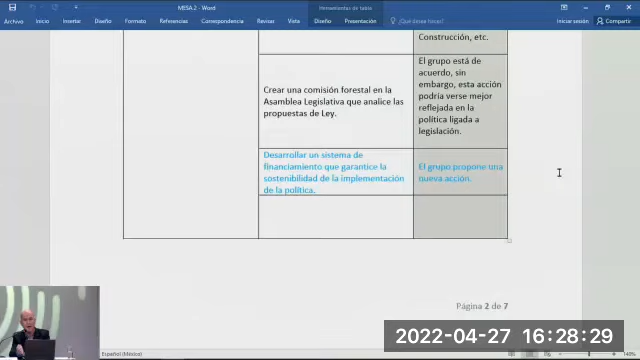 MESA 2 - Word
Herramientas de tabla
Iniciar sesión
Compartir
Archivo
Inicio
Insertar
Diseño
Formato
Referencias
Correspondencia
Revisar
Vista
Diseño
Presentación
¿Qué desea hacer?
Construcción, etc.
Crear una comisión forestal en la
Asamblea Legislativa que analice las
propuestas de Ley.
El grupo está de
acuerdo, sin
embargo, esta acción
podría verse mejor
reflejada en la
política ligada a
legislación.
Desarrollar un sistema de
financiamiento que garantice la
sostenibilidad de la implementación
de la política.
El grupo propone una
nueva acción.
Página 2 de 7
Español (México)
140%
2022-04-27 16:28:29